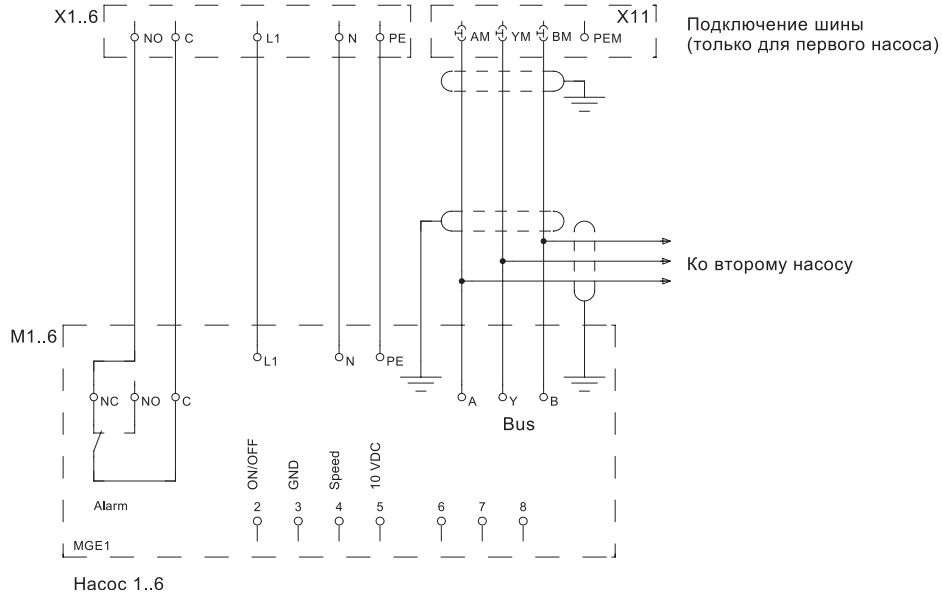 X1..6
X11
Подключение шины
(только для первого насоса)
NO C L1 N PE AM YM BM PEM
Ко второму насосу
M1..6
L1 N PE
NC NO C A Y B
Bus
ON/OFF GND Speed 10 VDC
Alarm
2 3 4 5 6 7 8
MGE1
Насос 1..6